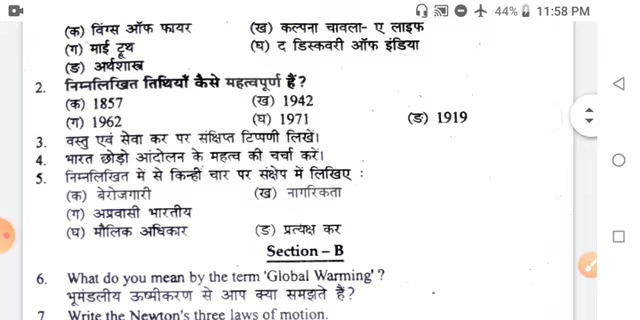 44% 11:58 PM
(क) विंग्स ऑफ फायर (ख) कल्पना चावला- ए लाइफ
(ग) माई ट्रूथ (घ) द डिस्कवरी ऑफ इंडिया
(ङ) अर्थशास्त्र
2. निम्नलिखित तिथियाँ कैसे महत्वपूर्ण हैं?
(क) 1857 (ख) 1942
(ग) 1962 (घ) 1971 (ङ) 1919
3. वस्तु एवं सेवा कर पर संक्षिप्त टिप्पणी लिखें।
4. भारत छोड़ो आंदोलन के महत्व की चर्चा करें।
5. निम्नलिखित में से किन्हीं चार पर संक्षेप में लिखिए :
(क) बेरोजगारी (ख) नागरिकता
(ग) अप्रवासी भारतीय
(घ) मौलिक अधिकार (ङ) प्रत्यक्ष कर
Section – B
6. What do you mean by the term 'Global Warming' ?
भूमंडलीय ऊष्मीकरण से आप क्या समझते हैं?
7. Write the Newton's three laws of motion.